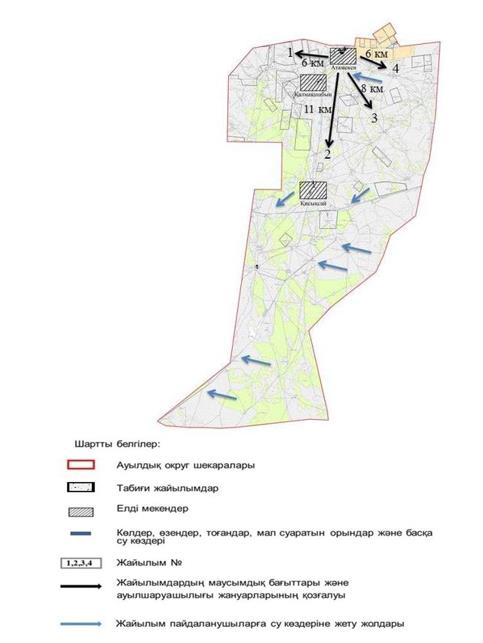 1
6 км
6 км
4
Атамекен
8 км
11 км
3
2
Шартты белгілер:
Ауылдық округ шекаралары
Табиғи жайылымдар
Елді мекендер
Көлдер, өзендер, тоғандар, мал суаратын орындар және басқа
су көздері
1,2,3,4
Жайылым №
Жайылымдардың маусымдық бағыттары және
ауылшаруашылығы жануарларының қозғалуы
Жайылым пайдаланушыларға су көздеріне жету жолдары